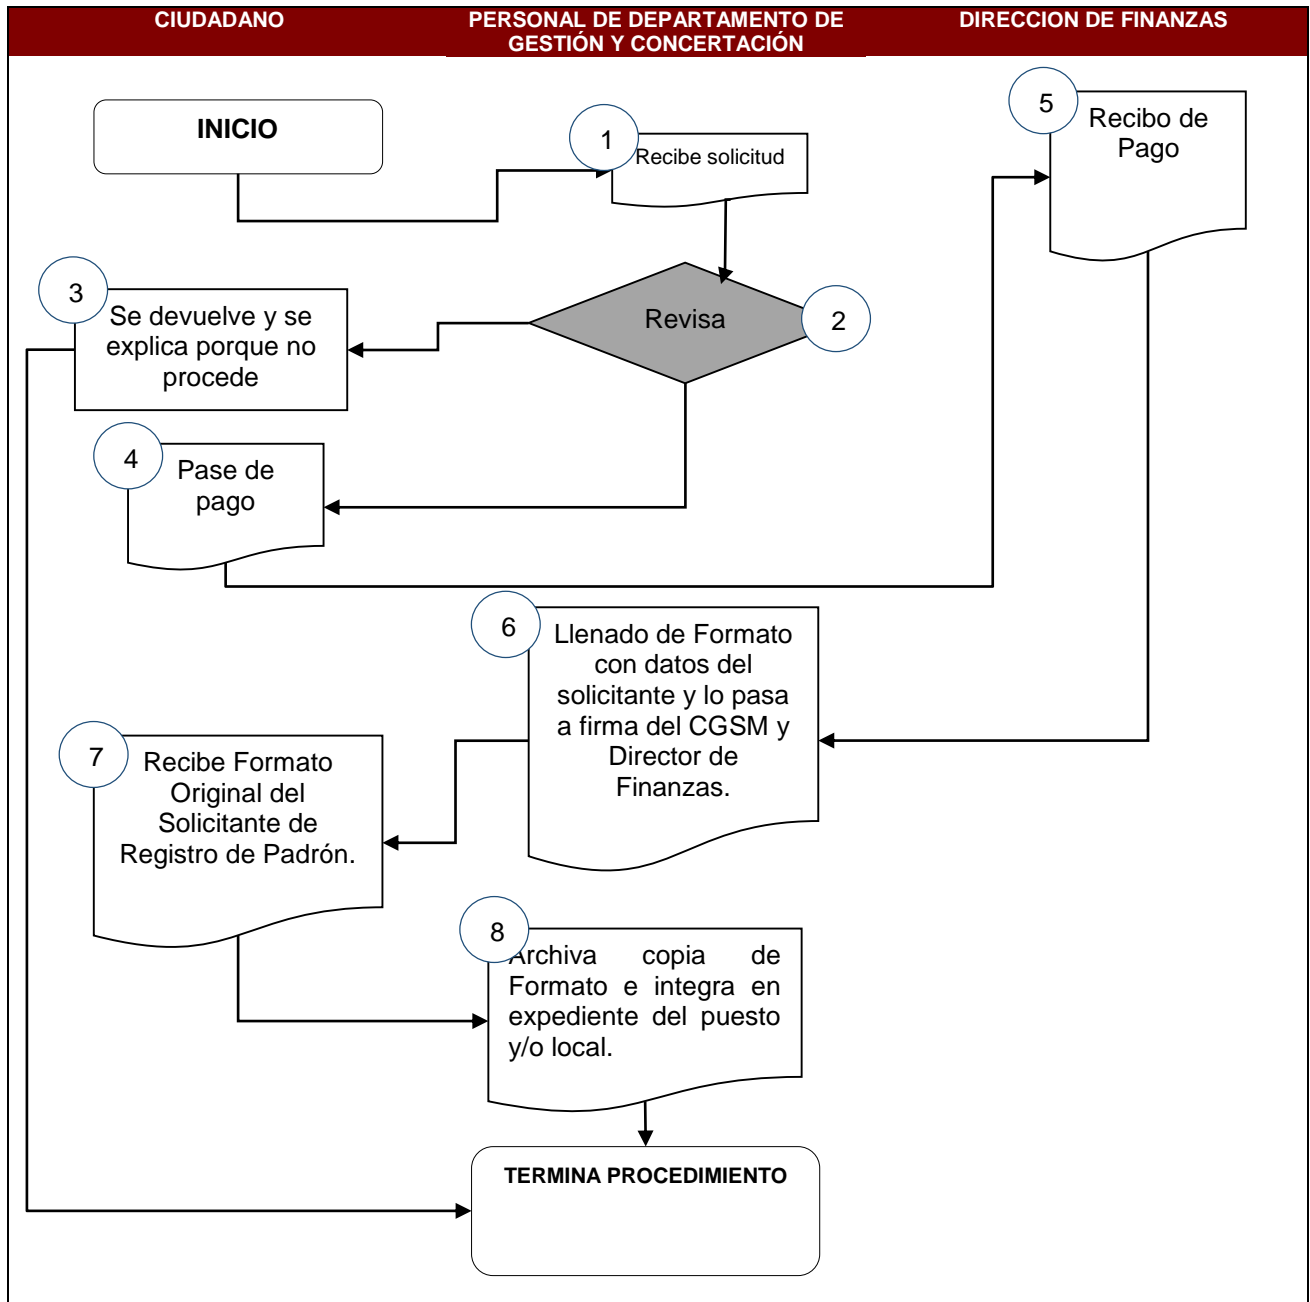 CIUDADANO
PERSONAL DE DEPARTAMENTO DE
GESTIÓN Y CONCERTACIÓN
DIRECCION DE FINANZAS
INICIO
1
Recibe solicitud
5
Recibo de
Pago
3
Se devuelve y se
explica porque no
procede
Revisa
2
4
Pase de
pago
6
Llenado de Formato
con datos del
solicitante y lo pasa
a firma del CGSM y
Director de
Finanzas.
7
Recibe Formato
Original del
Solicitante de
Registro de Padrón.
8
Archiva copia de
Formato e integra en
expediente del puesto
y/o local.
TERMINA PROCEDIMIENTO